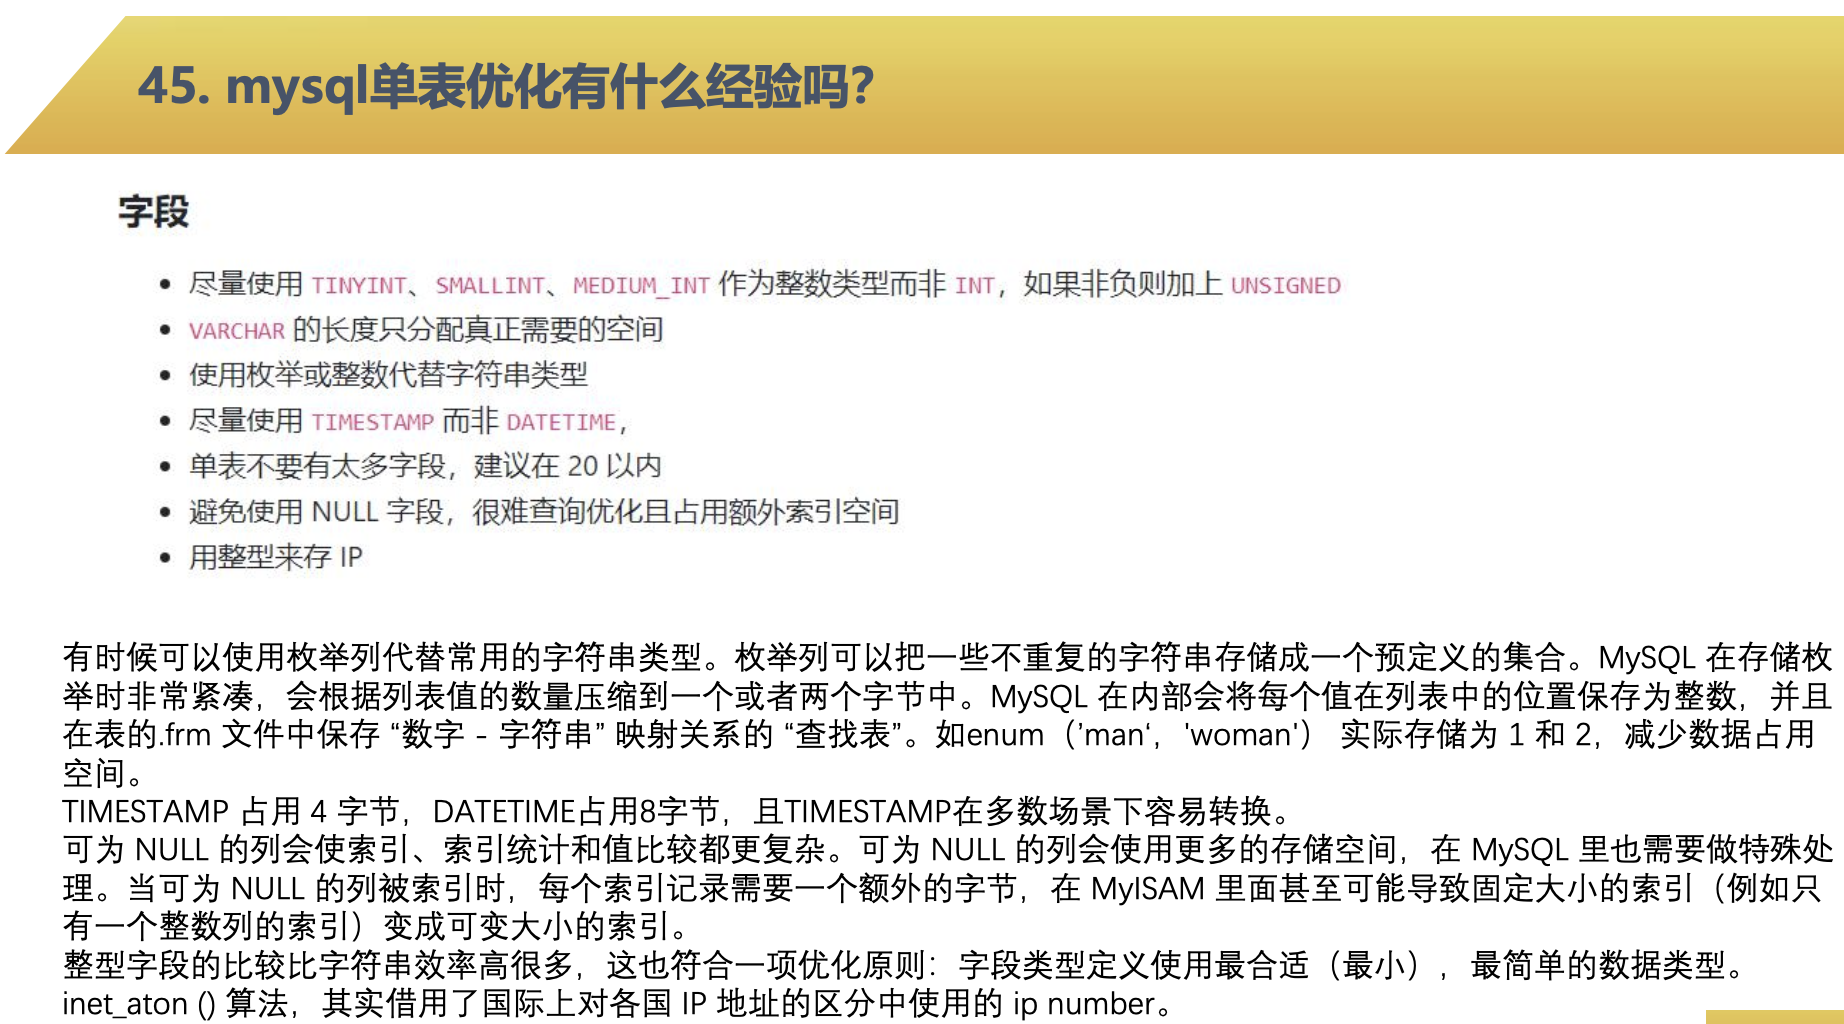 45. mysql单表优化有什么经验吗？
字段
• 尽量使用 TINYINT、SMALLINT、MEDIUM_INT 作为整数类型而非 INT，如果非负则加上 UNSIGNED
• VARCHAR 的长度只分配真正需要的空间
• 使用枚举或整数代替字符串类型
• 尽量使用 TIMESTAMP 而非 DATETIME，
• 单表不要有太多字段，建议在 20 以内
• 避免使用 NULL 字段，很难查询优化且占用额外索引空间
• 用整型来存 IP
有时候可以使用枚举列代替常用的字符串类型。枚举列可以把一些不重复的字符串存储成一个预定义的集合。MySQL 在存储枚
举时非常紧凑，会根据列表值的数量压缩到一个或者两个字节中。MySQL 在内部会将每个值在列表中的位置保存为整数，并且
在表的.frm 文件中保存 “数字 - 字符串” 映射关系的 “查找表”。如enum（’man‘，'woman'） 实际存储为 1 和 2，减少数据占用
空间。
TIMESTAMP 占用 4 字节，DATETIME占用8字节，且TIMESTAMP在多数场景下容易转换。
可为 NULL 的列会使索引、索引统计和值比较都更复杂。可为 NULL 的列会使用更多的存储空间，在 MySQL 里也需要做特殊处
理。当可为 NULL 的列被索引时，每个索引记录需要一个额外的字节，在 MyISAM 里面甚至可能导致固定大小的索引（例如只
有一个整数列的索引）变成可变大小的索引。
整型字段的比较比字符串效率高很多，这也符合一项优化原则：字段类型定义使用最合适（最小），最简单的数据类型。
inet_aton () 算法，其实借用了国际上对各国 IP 地址的区分中使用的 ip number。